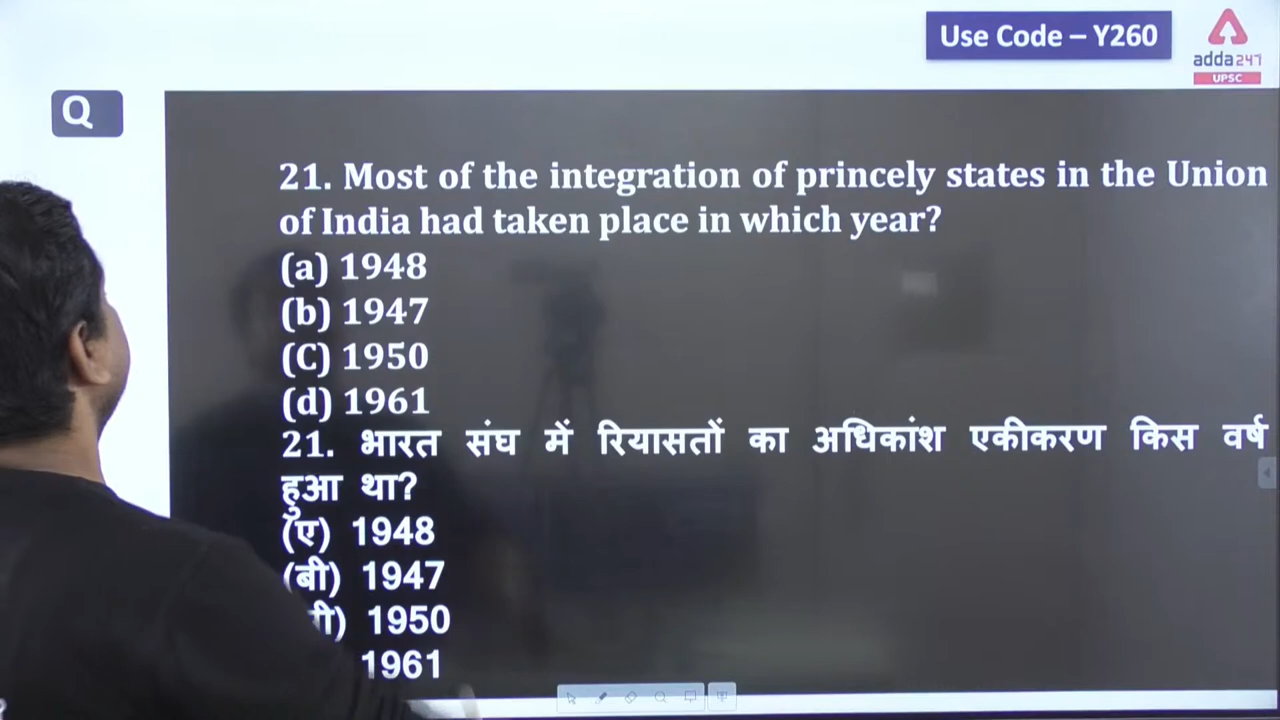 Use Code – Y260
adda247
UPSC
Q
21. Most of the integration of princely states in the Union
of India had taken place in which year?
(a) 1948
(b) 1947
(C) 1950
(d) 1961
21. भारत संघ में रियासतों का अधिकांश एकीकरण किस वर्ष
हुआ था?
(ए) 1948
(बी) 1947
1950
1961